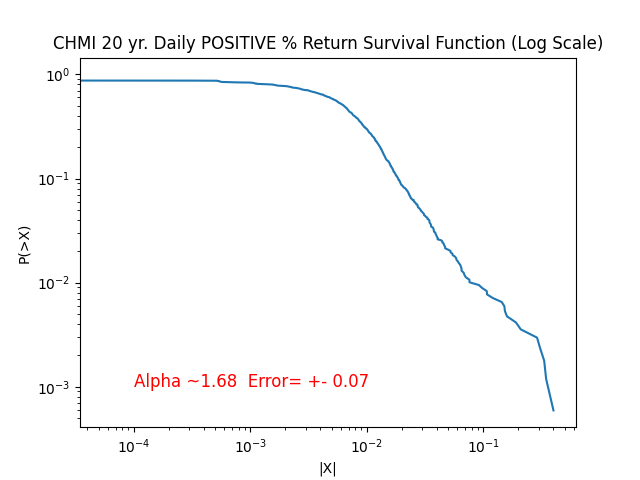 CHMI 20 yr. Daily POSITIVE % Return Survival Function (Log Scale)
10⁰
10⁻¹
10⁻²
10⁻³
P(>X)
Alpha ~1.68  Error= +- 0.07
10⁻⁴ 10⁻³ 10⁻² 10⁻¹
|X|